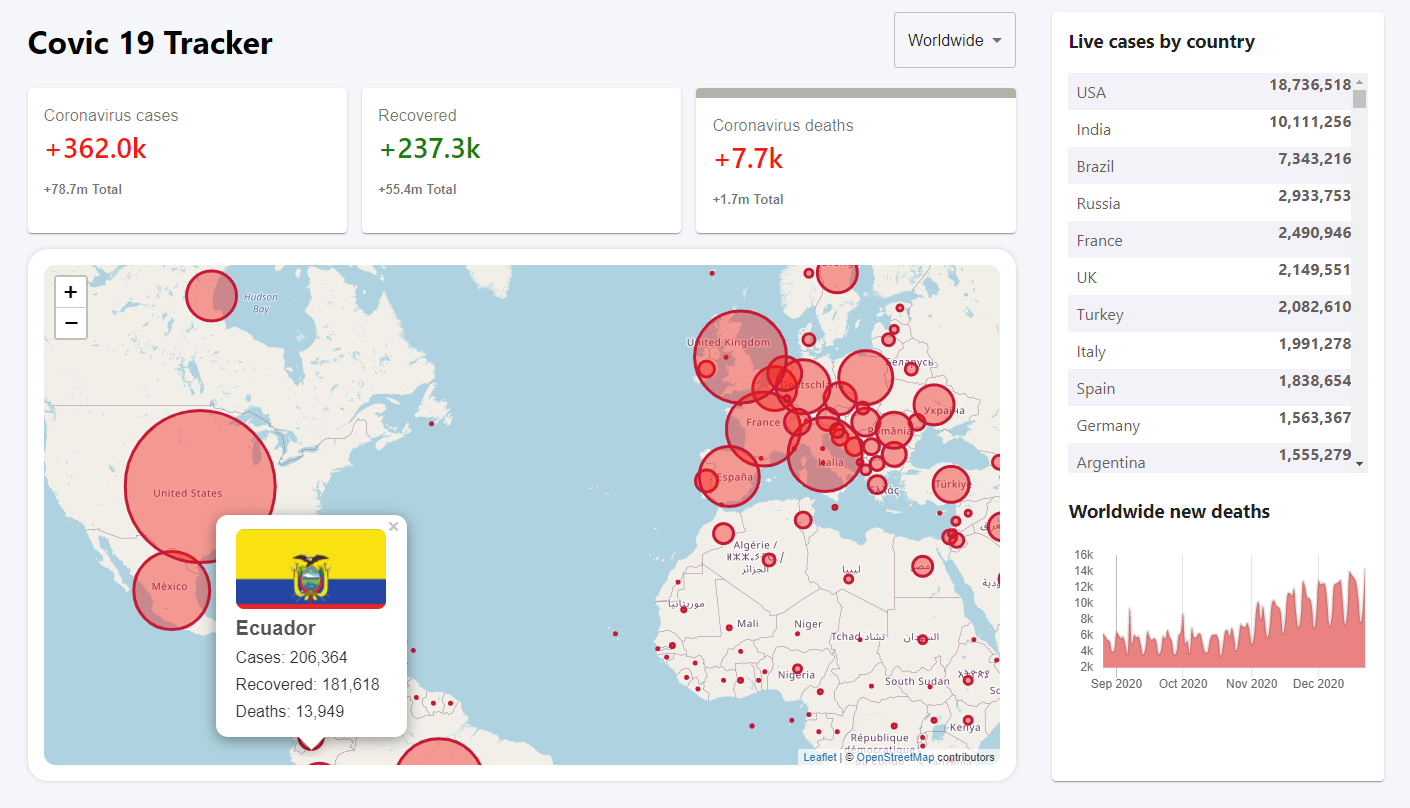 Covic 19 Tracker
Worldwide
Coronavirus cases
+362.0k
+78.7m Total
Recovered
+237.3k
+55.4m Total
Coronavirus deaths
+7.7k
+1.7m Total
+
−
Hudson
Bay
United States
México
×
Ecuador
Cases: 206,364
Recovered: 181,618
Deaths: 13,949
United Kingdom
Deutschland
Беларусь
Україна
France
România
Italia
España
Türkiye
Algérie /
الجزائر
ليبيا
مصر
موريتانيا
Mali
Niger
Tchad تشاد
السودان
Nigeria
South Sudan
Kenya
République
démocratique
Leaflet | © OpenStreetMap contributors
Live cases by country
USA 18,736,518
India 10,111,256
Brazil 7,343,216
Russia 2,933,753
France 2,490,946
UK 2,149,551
Turkey 2,082,610
Italy 1,991,278
Spain 1,838,654
Germany 1,563,367
Argentina 1,555,279
Worldwide new deaths
16k
14k
12k
10k
8k
6k
4k
2k
Sep 2020 Oct 2020 Nov 2020 Dec 2020